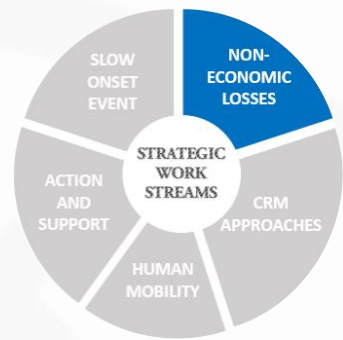 SLOW
ONSET
EVENT
NON-
ECONOMIC
LOSSES
STRATEGIC
WORK
STREAMS
ACTION
AND
SUPPORT
CRM
APPROACHES
HUMAN
MOBILITY